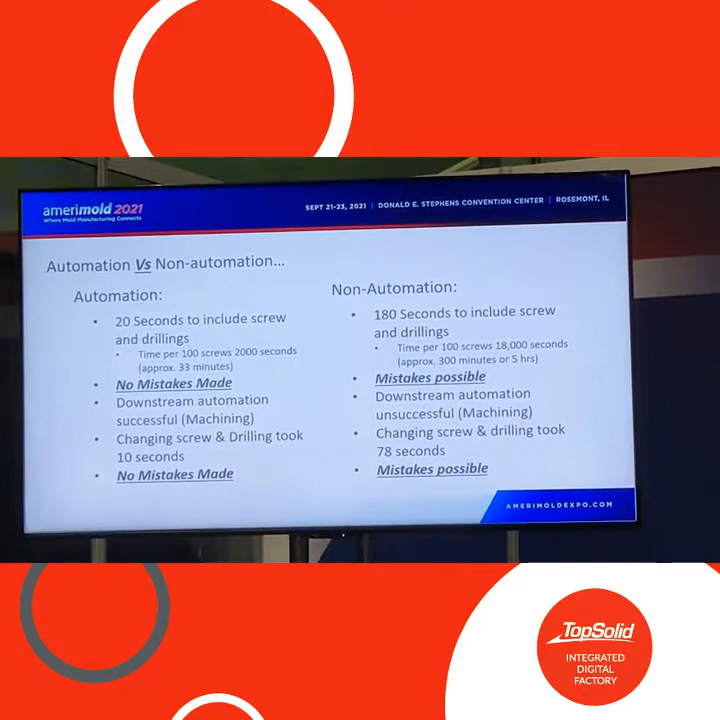 amerimold 2021
Where Mold Manufacturing Connects
SEPT 21-23, 2021 | DONALD E. STEPHENS CONVENTION CENTER | ROSEMONT, IL
Automation Vs Non-automation...
Automation:
• 20 Seconds to include screw
and drillings
• Time per 100 screws 2000 seconds
(approx. 33 minutes)
• No Mistakes Made
• Downstream automation
successful (Machining)
• Changing screw & Drilling took
10 seconds
• No Mistakes Made
Non-Automation:
• 180 Seconds to include screw
and drillings
• Time per 100 screws 18,000 seconds
(approx. 300 minutes or 5 hrs)
• Mistakes possible
• Downstream automation
unsuccessful (Machining)
• Changing screw & drilling took
78 seconds
• Mistakes possible
AMERIMOLDEXPO.COM
TopSolid
INTEGRATED
DIGITAL
FACTORY